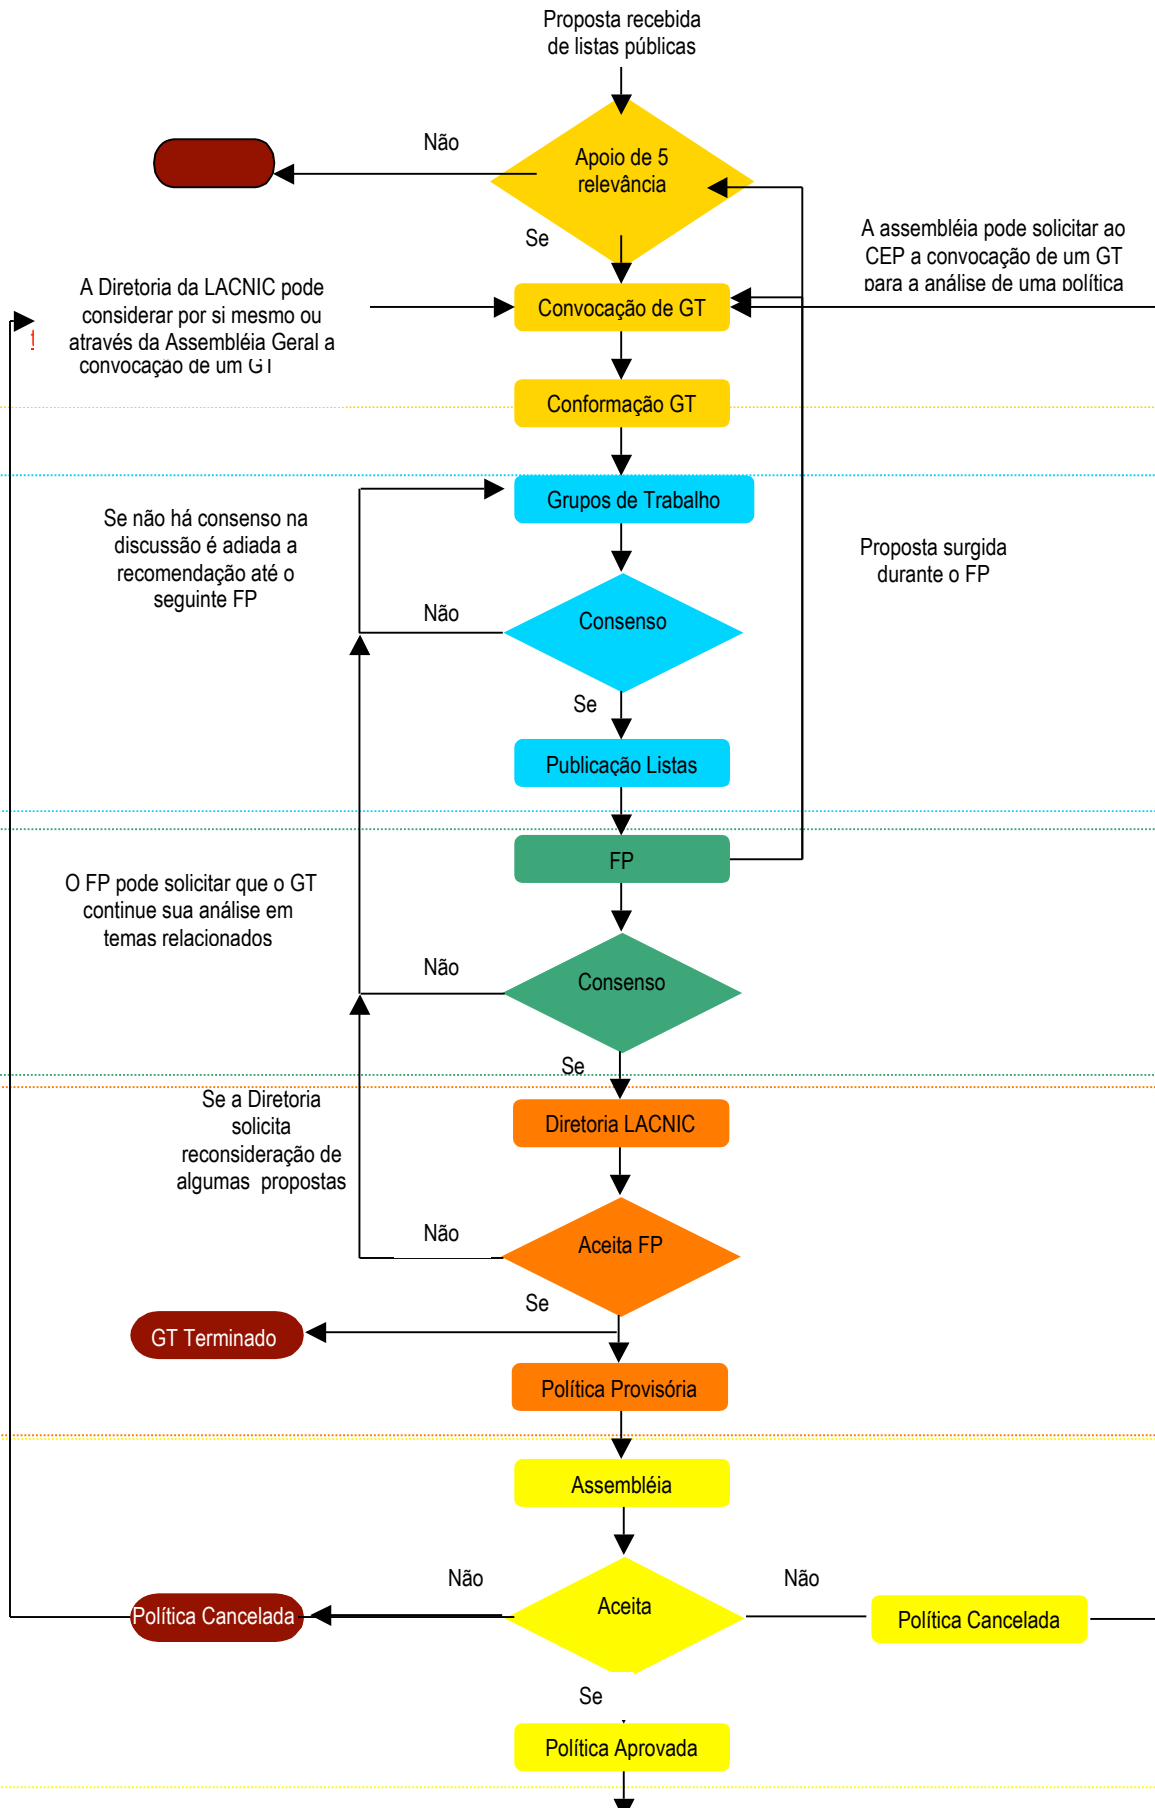 Proposta recebida
de listas públicas
Não
Apoio de 5
relevância
Se
A assembléia pode solicitar ao
CEP a convocação de um GT
para a análise de uma política
A Diretoria da LACNIC pode
considerar por si mesmo ou
através da Assembléia Geral a
convocação de um GT
Convocação de GT
Conformação GT
Grupos de Trabalho
Se não há consenso na
discussão é adiada a
recomendação até o
seguinte FP
Proposta surgida
durante o FP
Não
Consenso
Se
Publicação Listas
FP
O FP pode solicitar que o GT
continue sua análise em
temas relacionados
Não
Consenso
Se
Se a Diretoria
solicita
reconsideração de
algumas propostas
Diretoria LACNIC
Não
Aceita FP
Se
GT Terminado
Política Provisória
Assembléia
Não
Aceita
Não
Política Cancelada
Política Cancelada
Se
Política Aprovada